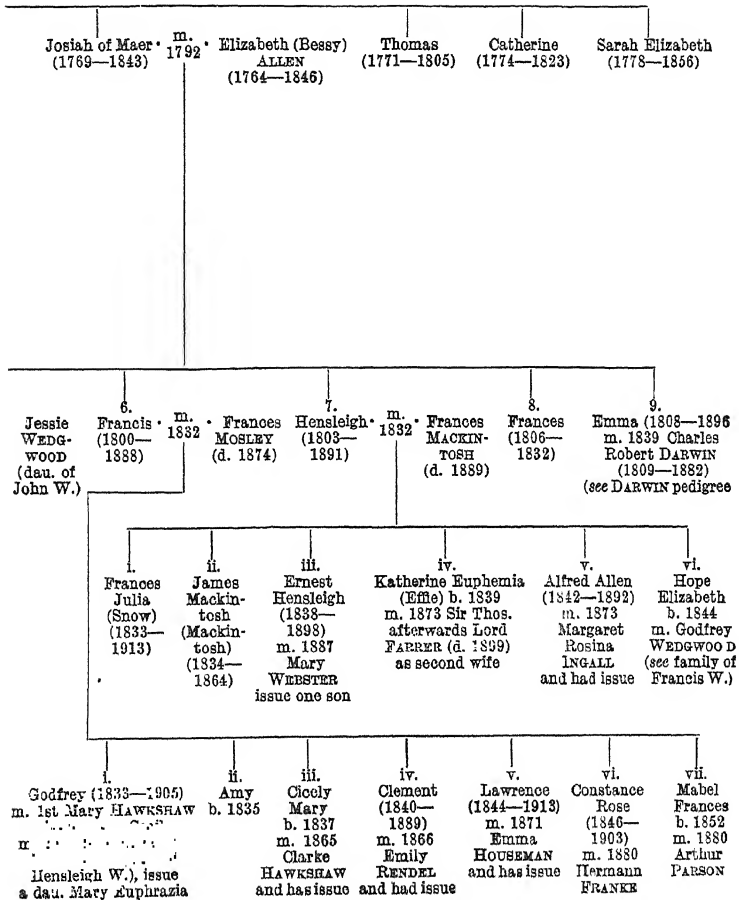 Josiah of Maer
(1769—1843)
m.
1792
Elizabeth (Bessy)
ALLEN
(1764—1846)
Thomas
(1771—1805)
Catherine
(1774—1823)
Sarah Elizabeth
(1778—1856)
Jessie
WEDG-
WOOD
(dau. of
John W.)
6.
Francis
(1800—
1888)
m.
1832
Frances
MOSLEY
(d. 1874)
7.
Hensleigh
(1803—
1891)
m.
1832
Frances
MACKIN-
TOSH
(d. 1889)
8.
Frances
(1806—
1832)
9.
Emma (1808—1896
m. 1839 Charles
Robert DARWIN
(1809—1882)
(see DARWIN pedigree
i.
Frances
Julia
(Snow)
(1833—
1913)
ii.
James
Mackin-
tosh
(Mackin-
tosh)
(1834—
1864)
iii.
Ernest
Hensleigh
(1838—
1898)
m. 1887
Mary
WEBSTER
issue one son
iv.
Katherine Euphemia
(Effie) b. 1839
m. 1873 Sir Thos.
afterwards Lord
FARRER (d. 1899)
as second wife
v.
Alfred Allen
(1842—1892)
m. 1873
Margaret
Rosina
INGALL
and had issue
vi.
Hope
Elizabeth
b. 1844
m. Godfrey
WEDGWOOD
(see family of
Francis W.)
i.
Godfrey (1833—1905)
m. 1st Mary HAWKSHAW
Hensleigh W.), issue
a dau. Mary Euphrazia
ii.
Amy
b. 1835
iii.
Cicely
Mary
b. 1837
m. 1865
Clarke
HAWKSHAW
and has issue
iv.
Clement
(1840—
1889)
m. 1866
Emily
RENDEL
and had issue
v.
Lawrence
(1844—1913)
m. 1871
Emma
HOUSEMAN
and has issue
vi.
Constance
Rose
(1846—
1903)
m. 1880
Hermann
FRANKE
vii.
Mabel
Frances
b. 1852
m. 1880
Arthur
PARSON